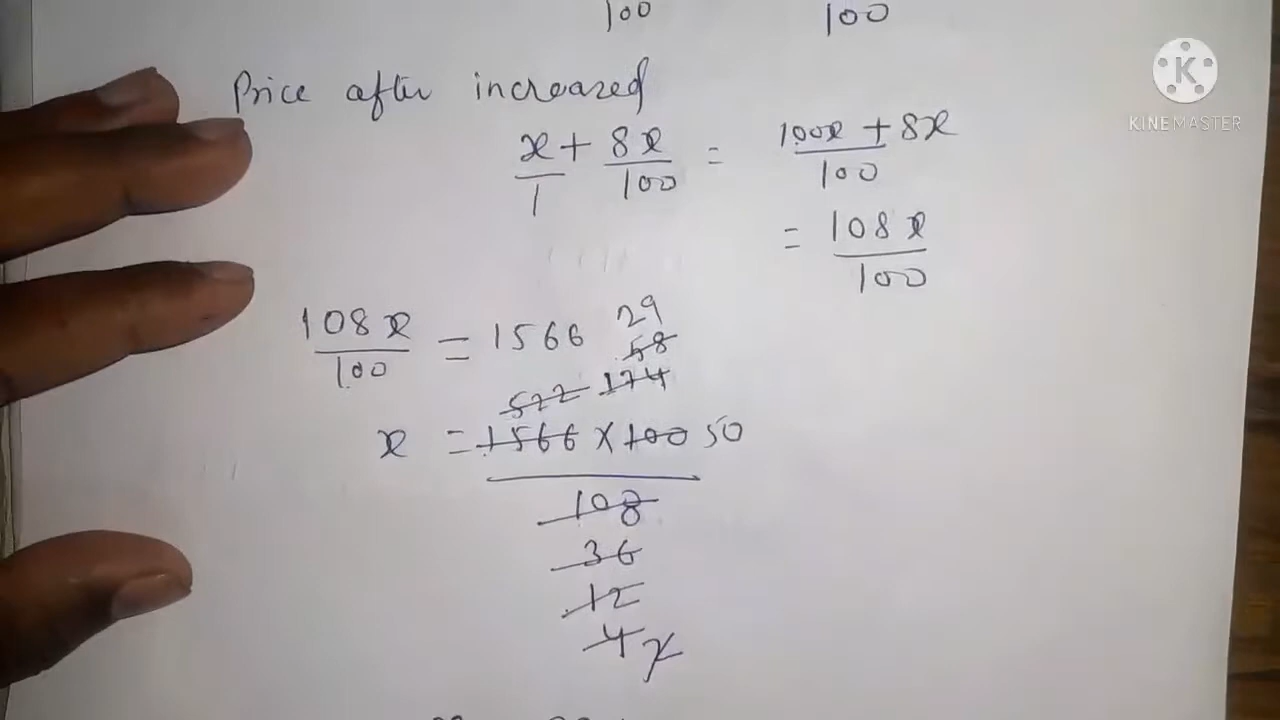 100 100
Price after increased
x/1 + 8x/100 = 100x + 8x/100
= 108x/100
108x/100 = 1566 29
58
522 174
x = 1566 × 100 50
108
36
12
4 2
K
KINEMASTER